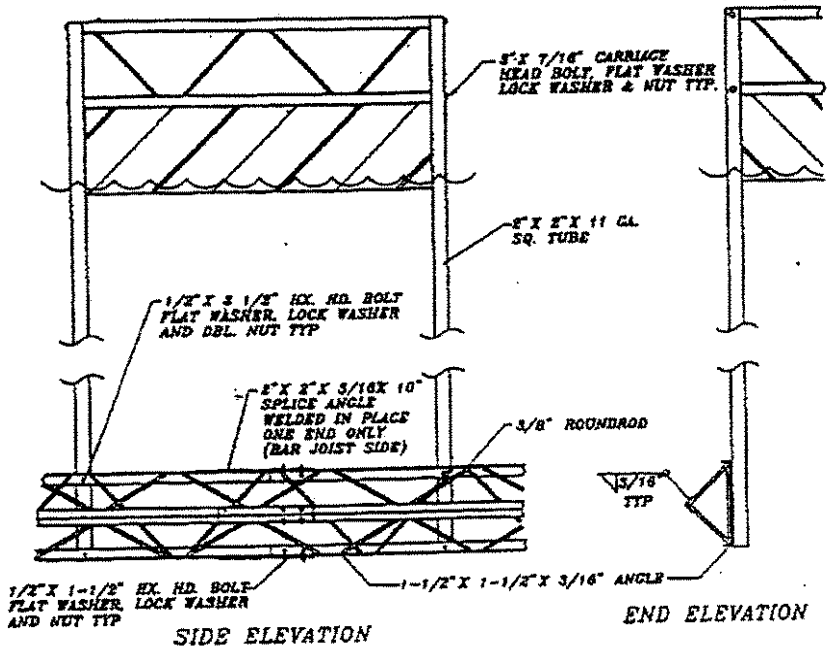 3" X 7/16" CARRIAGE
HEAD BOLT, FLAT WASHER
LOCK WASHER & NUT TYP.
2" X 2" X 11 GA.
SQ. TUBE
1/2" X 3 1/2" HX. HD. BOLT
FLAT WASHER, LOCK WASHER
AND DBL. NUT TYP
2" X 2" X 3/16 X 10"
SPLICE ANGLE
WELDED IN PLACE
ONE END ONLY
(BAR JOIST SIDE)
3/8" ROUNDROD
3/16
TYP
1/2" X 1-1/2" HX. HD. BOLT
FLAT WASHER, LOCK WASHER
AND NUT TYP
1-1/2" X 1-1/2" X 3/16" ANGLE
SIDE ELEVATION
END ELEVATION